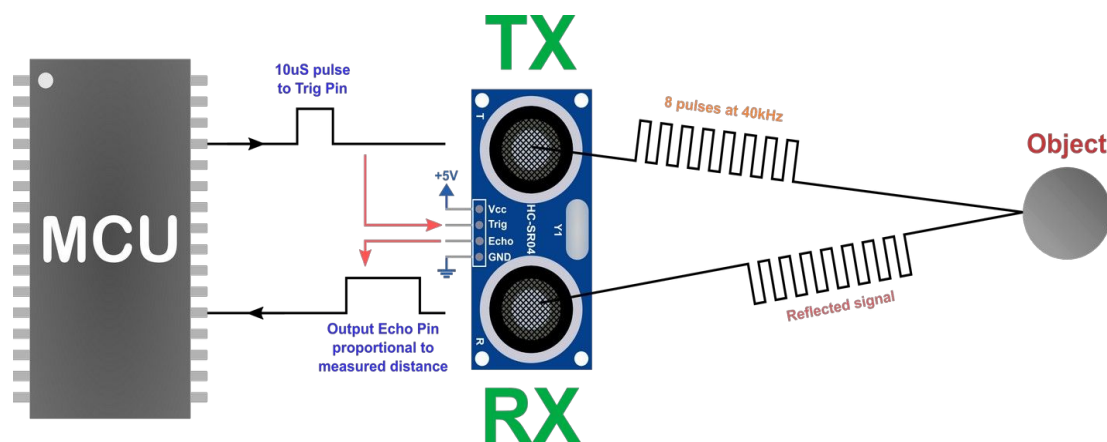 TX
10uS pulse
to Trig Pin
8 pulses at 40kHz
Object
T
+5V
Vcc
Trig
Echo
GND
HC-SR04
Y1
MCU
Output Echo Pin
proportional to
measured distance
Reflected signal
R
RX